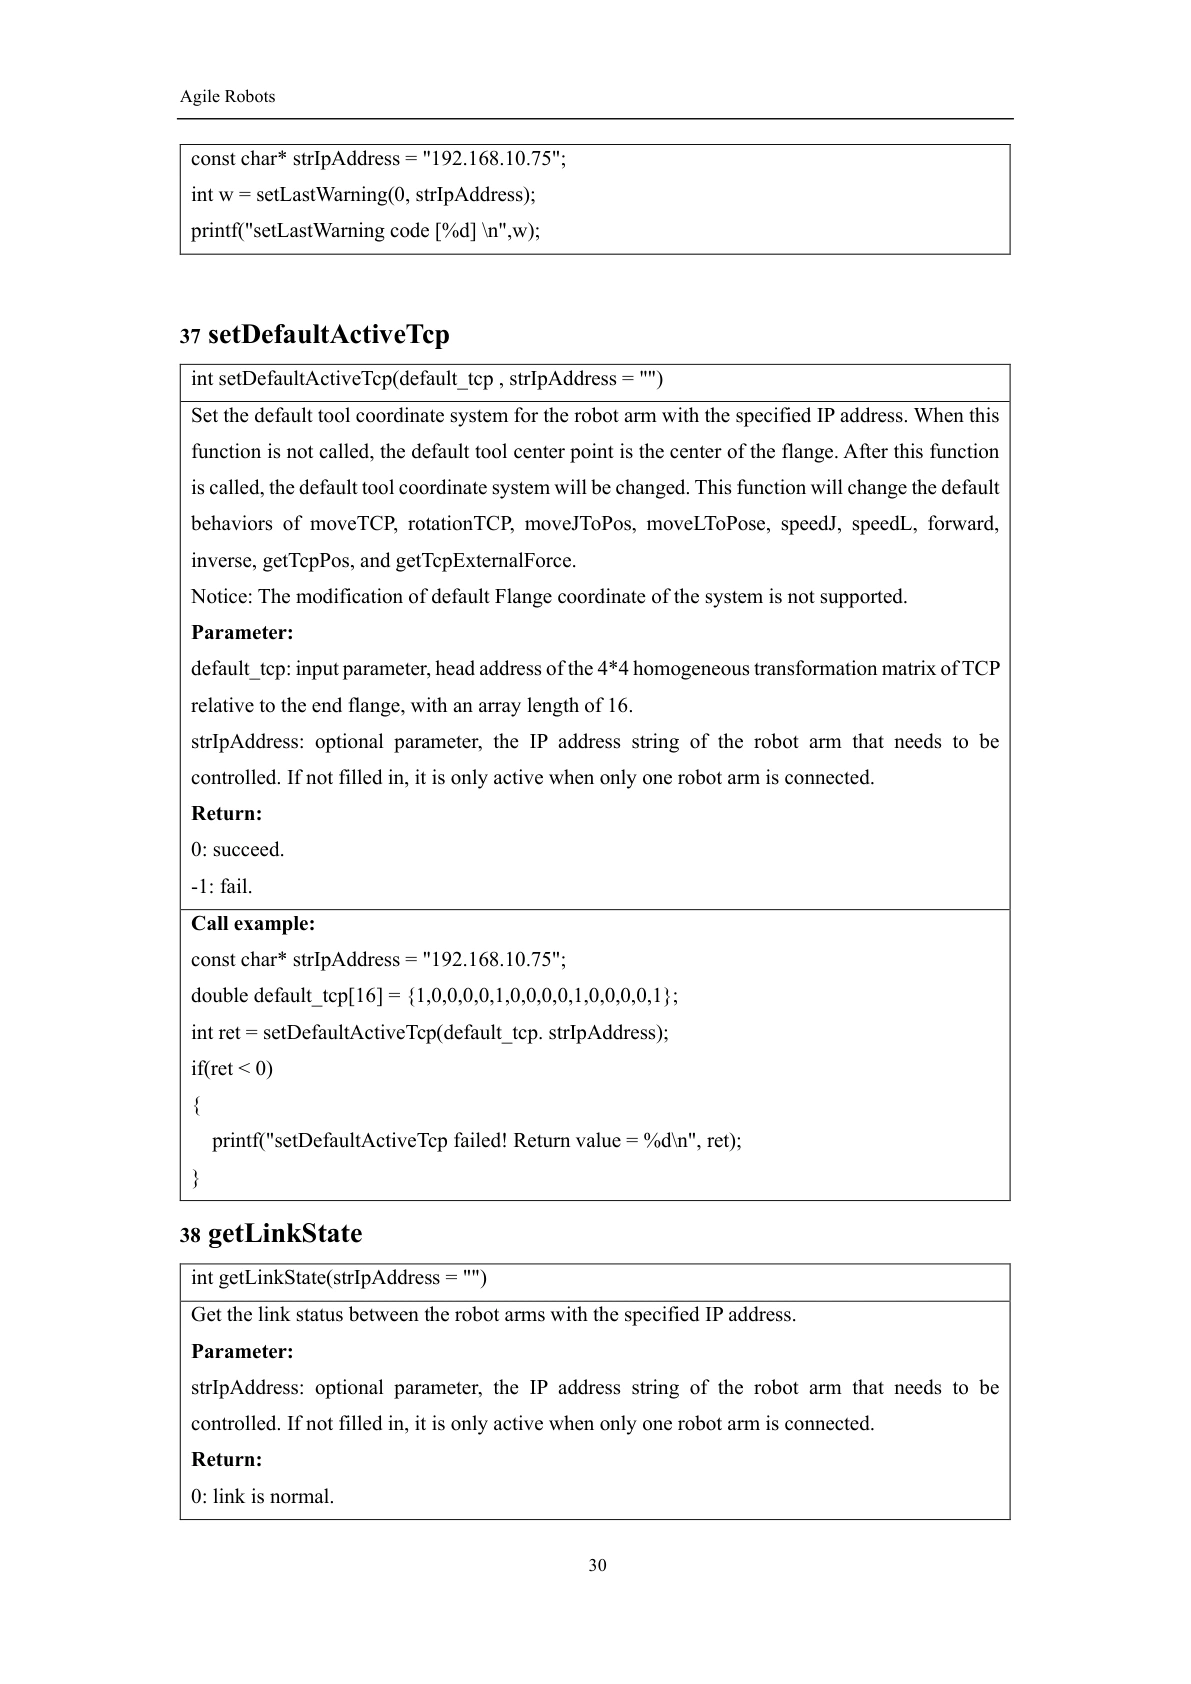 Agile Robots
const char* strIpAddress = "192.168.10.75";
int w = setLastWarning(0, strIpAddress);
printf("setLastWarning code [%d] \n",w);
37 setDefaultActiveTcp
int setDefaultActiveTcp(default_tcp , strIpAddress = "")
Set the default tool coordinate system for the robot arm with the specified IP address. When this
function is not called, the default tool center point is the center of the flange. After this function
is called, the default tool coordinate system will be changed. This function will change the default
behaviors of moveTCP, rotationTCP, moveJToPos, moveLToPose, speedJ, speedL, forward,
inverse, getTcpPos, and getTcpExternalForce.
Notice: The modification of default Flange coordinate of the system is not supported.
Parameter:
default_tcp: input parameter, head address of the 4*4 homogeneous transformation matrix of TCP
relative to the end flange, with an array length of 16.
strIpAddress: optional parameter, the IP address string of the robot arm that needs to be
controlled. If not filled in, it is only active when only one robot arm is connected.
Return:
0: succeed.
-1: fail.
Call example:
const char* strIpAddress = "192.168.10.75";
double default_tcp[16] = {1,0,0,0,0,1,0,0,0,0,1,0,0,0,0,1};
int ret = setDefaultActiveTcp(default_tcp. strIpAddress);
if(ret < 0)
{
printf("setDefaultActiveTcp failed! Return value = %d\n", ret);
}
38 getLinkState
int getLinkState(strIpAddress = "")
Get the link status between the robot arms with the specified IP address.
Parameter:
strIpAddress: optional parameter, the IP address string of the robot arm that needs to be
controlled. If not filled in, it is only active when only one robot arm is connected.
Return:
0: link is normal.
30